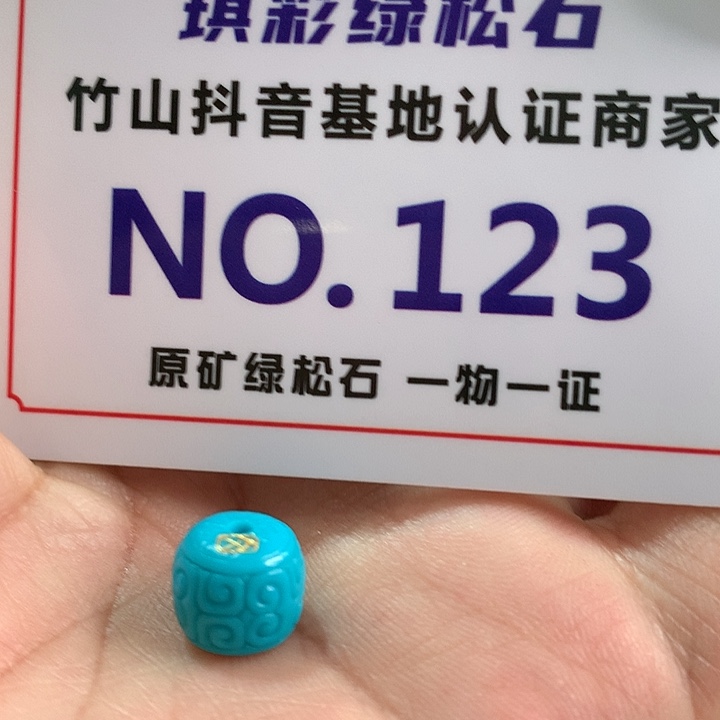 琪彩绿松石
竹山抖音基地认证商家
NO.123
原矿绿松石 一物一证